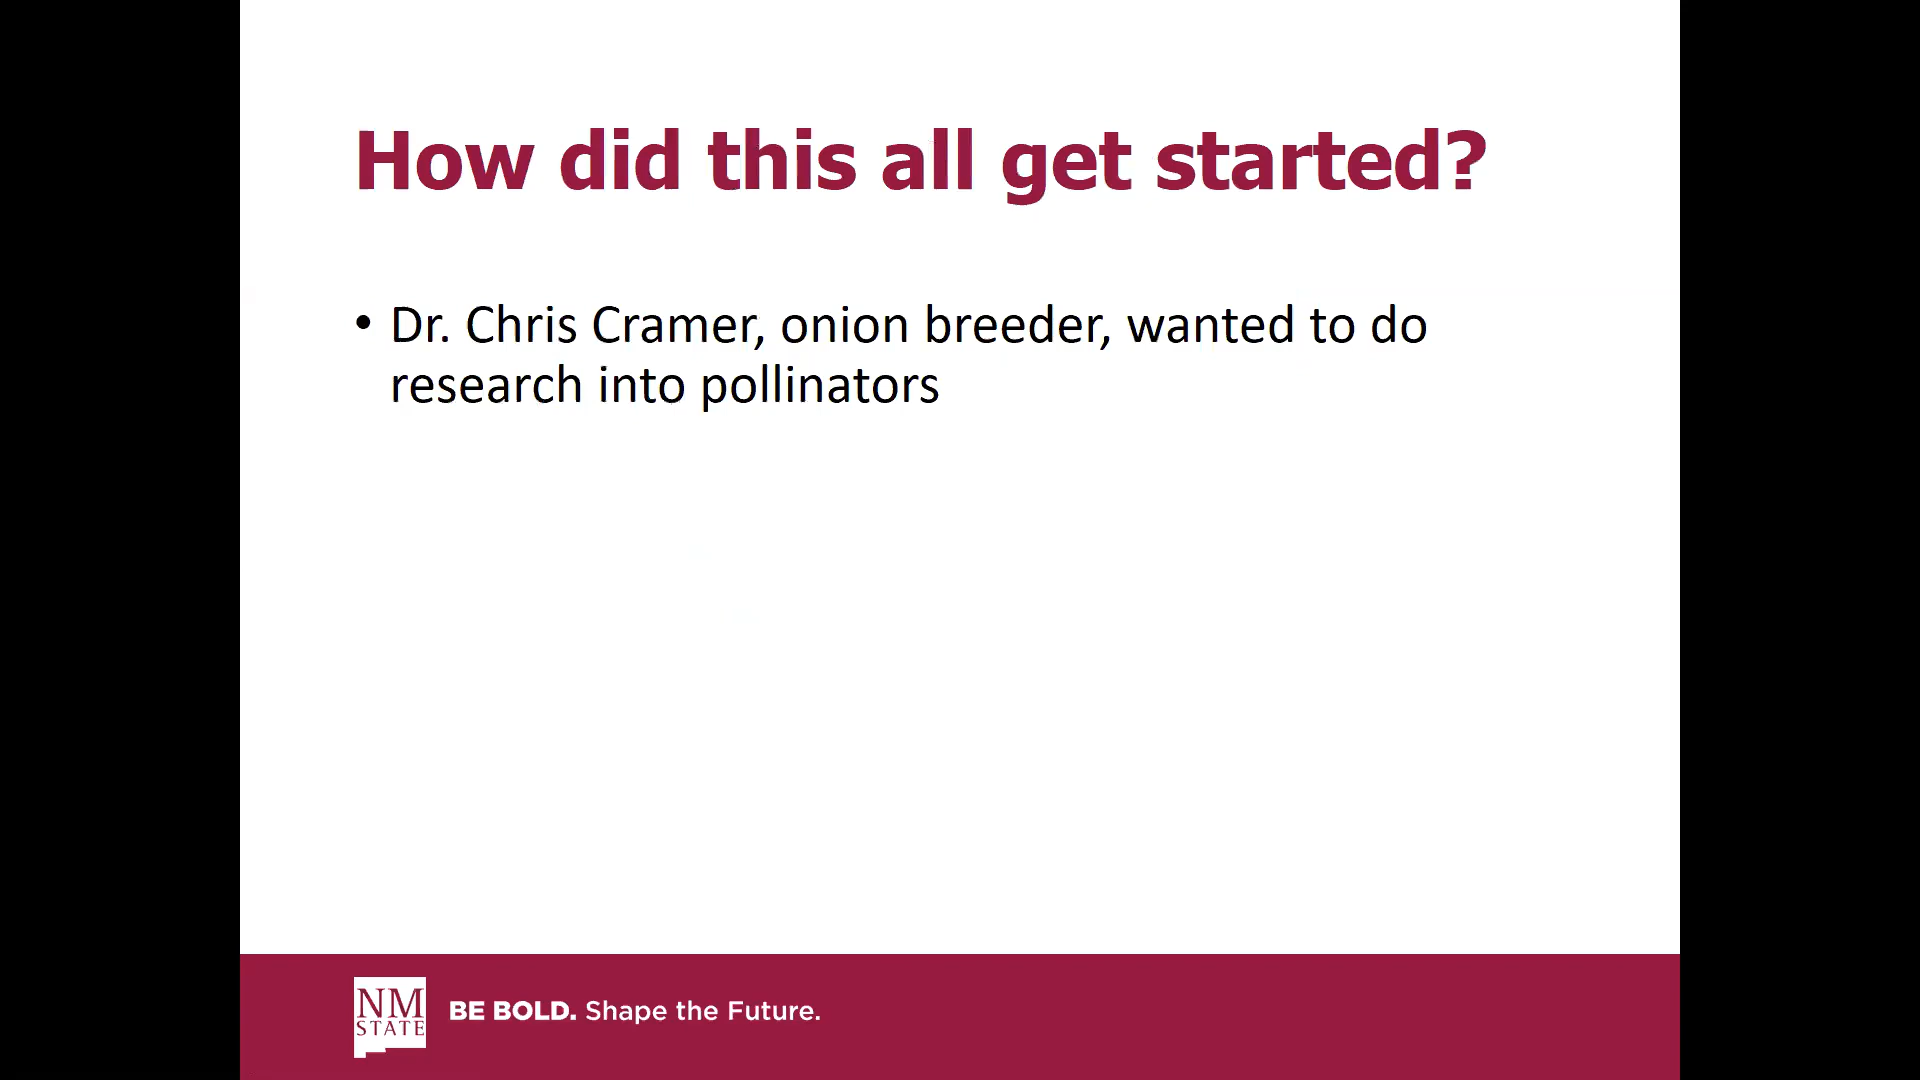 How did this all get started?
• Dr. Chris Cramer, onion breeder, wanted to do
research into pollinators
NM
STATE
BE BOLD. Shape the Future.